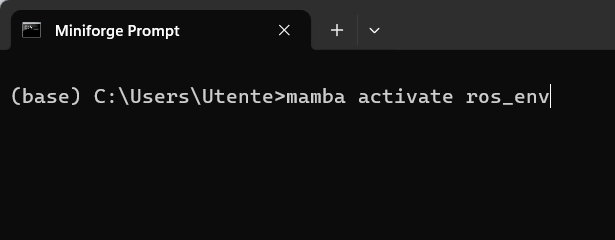 Miniforge Prompt
(base) C:\Users\Utente>mamba activate ros_env